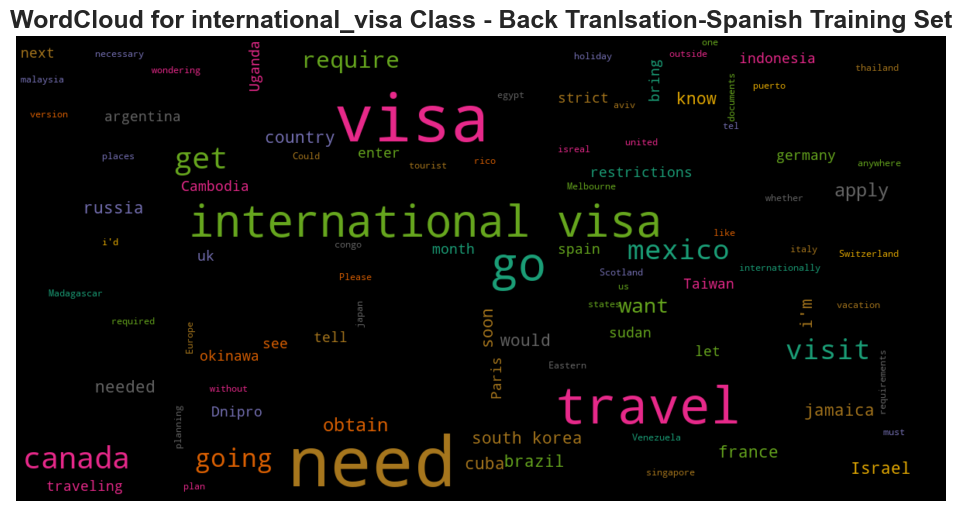 WordCloud for international_visa Class - Back Tranlsation-Spanish Training Set
next
necessary
Uganda
require
holiday
one
outside
indonesia
malaysia
wondering
bring
thailand
version
argentina
visa
egypt
strict
aviv
know
documents
puerto
tel
country
places
get
Could
enter
tourist
rico
isreal
united
germany
anywhere
restrictions
Cambodia
Melbourne
whether
apply
russia
international visa
i'd
uk
congo
month
go
spain
mexico
like
italy
Switzerland
internationally
Madagascar
Please
Scotland
us
Taiwan
states
want
i'm
vacation
required
Europe
japan
tell
soon
sudan
okinawa
see
would
let
visit
Eastern
Paris
requirements
needed
without
travel
Dnipro
planning
obtain
jamaica
south korea
Venezuela
must
canada
going
need
cuba
brazil
france
Israel
singapore
traveling
plan